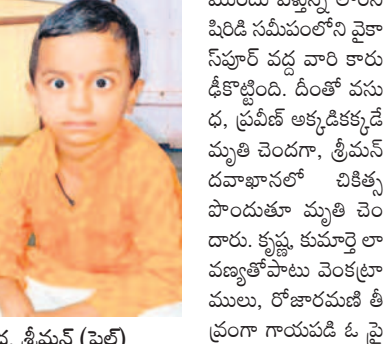 షిరిడి సమీపంలోని వైకా
స్‌పూర్ వద్ద వారి కారు
ఢీకొట్టింది. దీంతో వసు
ధ, ప్రవీణ్ అక్కడికక్కడే
మృతి చెందగా, శ్రీమన్
దవాఖానలో చికిత్స
పొందుతూ మృతి చెం
దారు. కృష్ణ, కుమార్తె లా
వణ్యతోపాటు వెంకట్రా
ములు, రోజారమణి తీ
వ్రంగా గాయపడి ఓ ప్రై
శ్రీమన్ (ఫైల్)